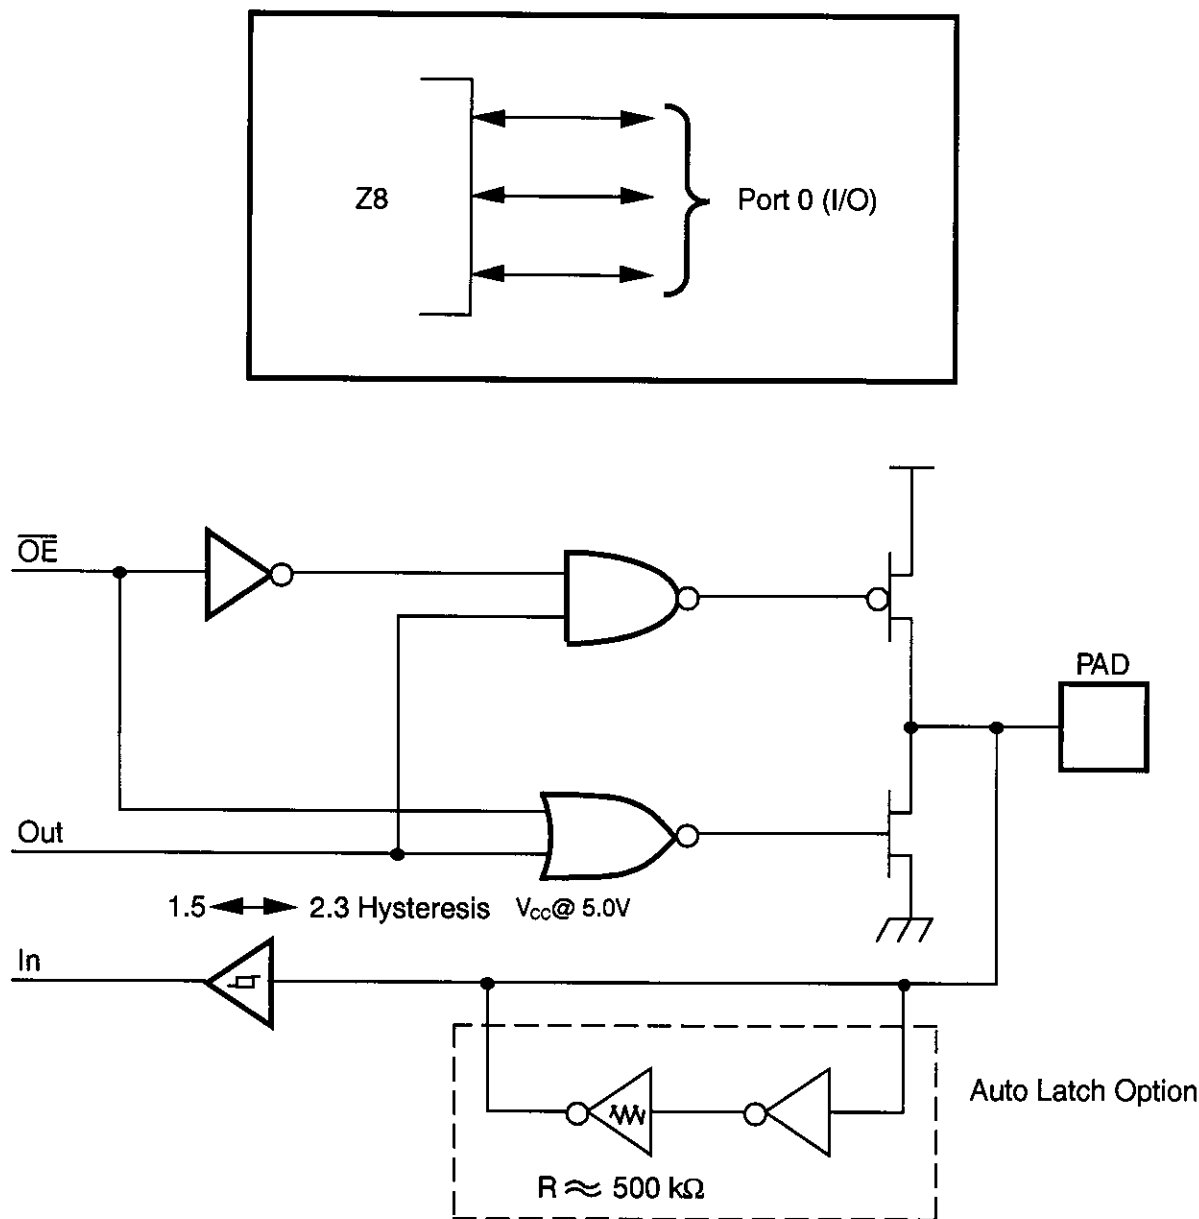 Z8
Port 0 (I/O)
OE
PAD
Out
1.5 2.3 Hysteresis VCC@ 5.0V
In
Auto Latch Option
R ≈ 500 kΩ